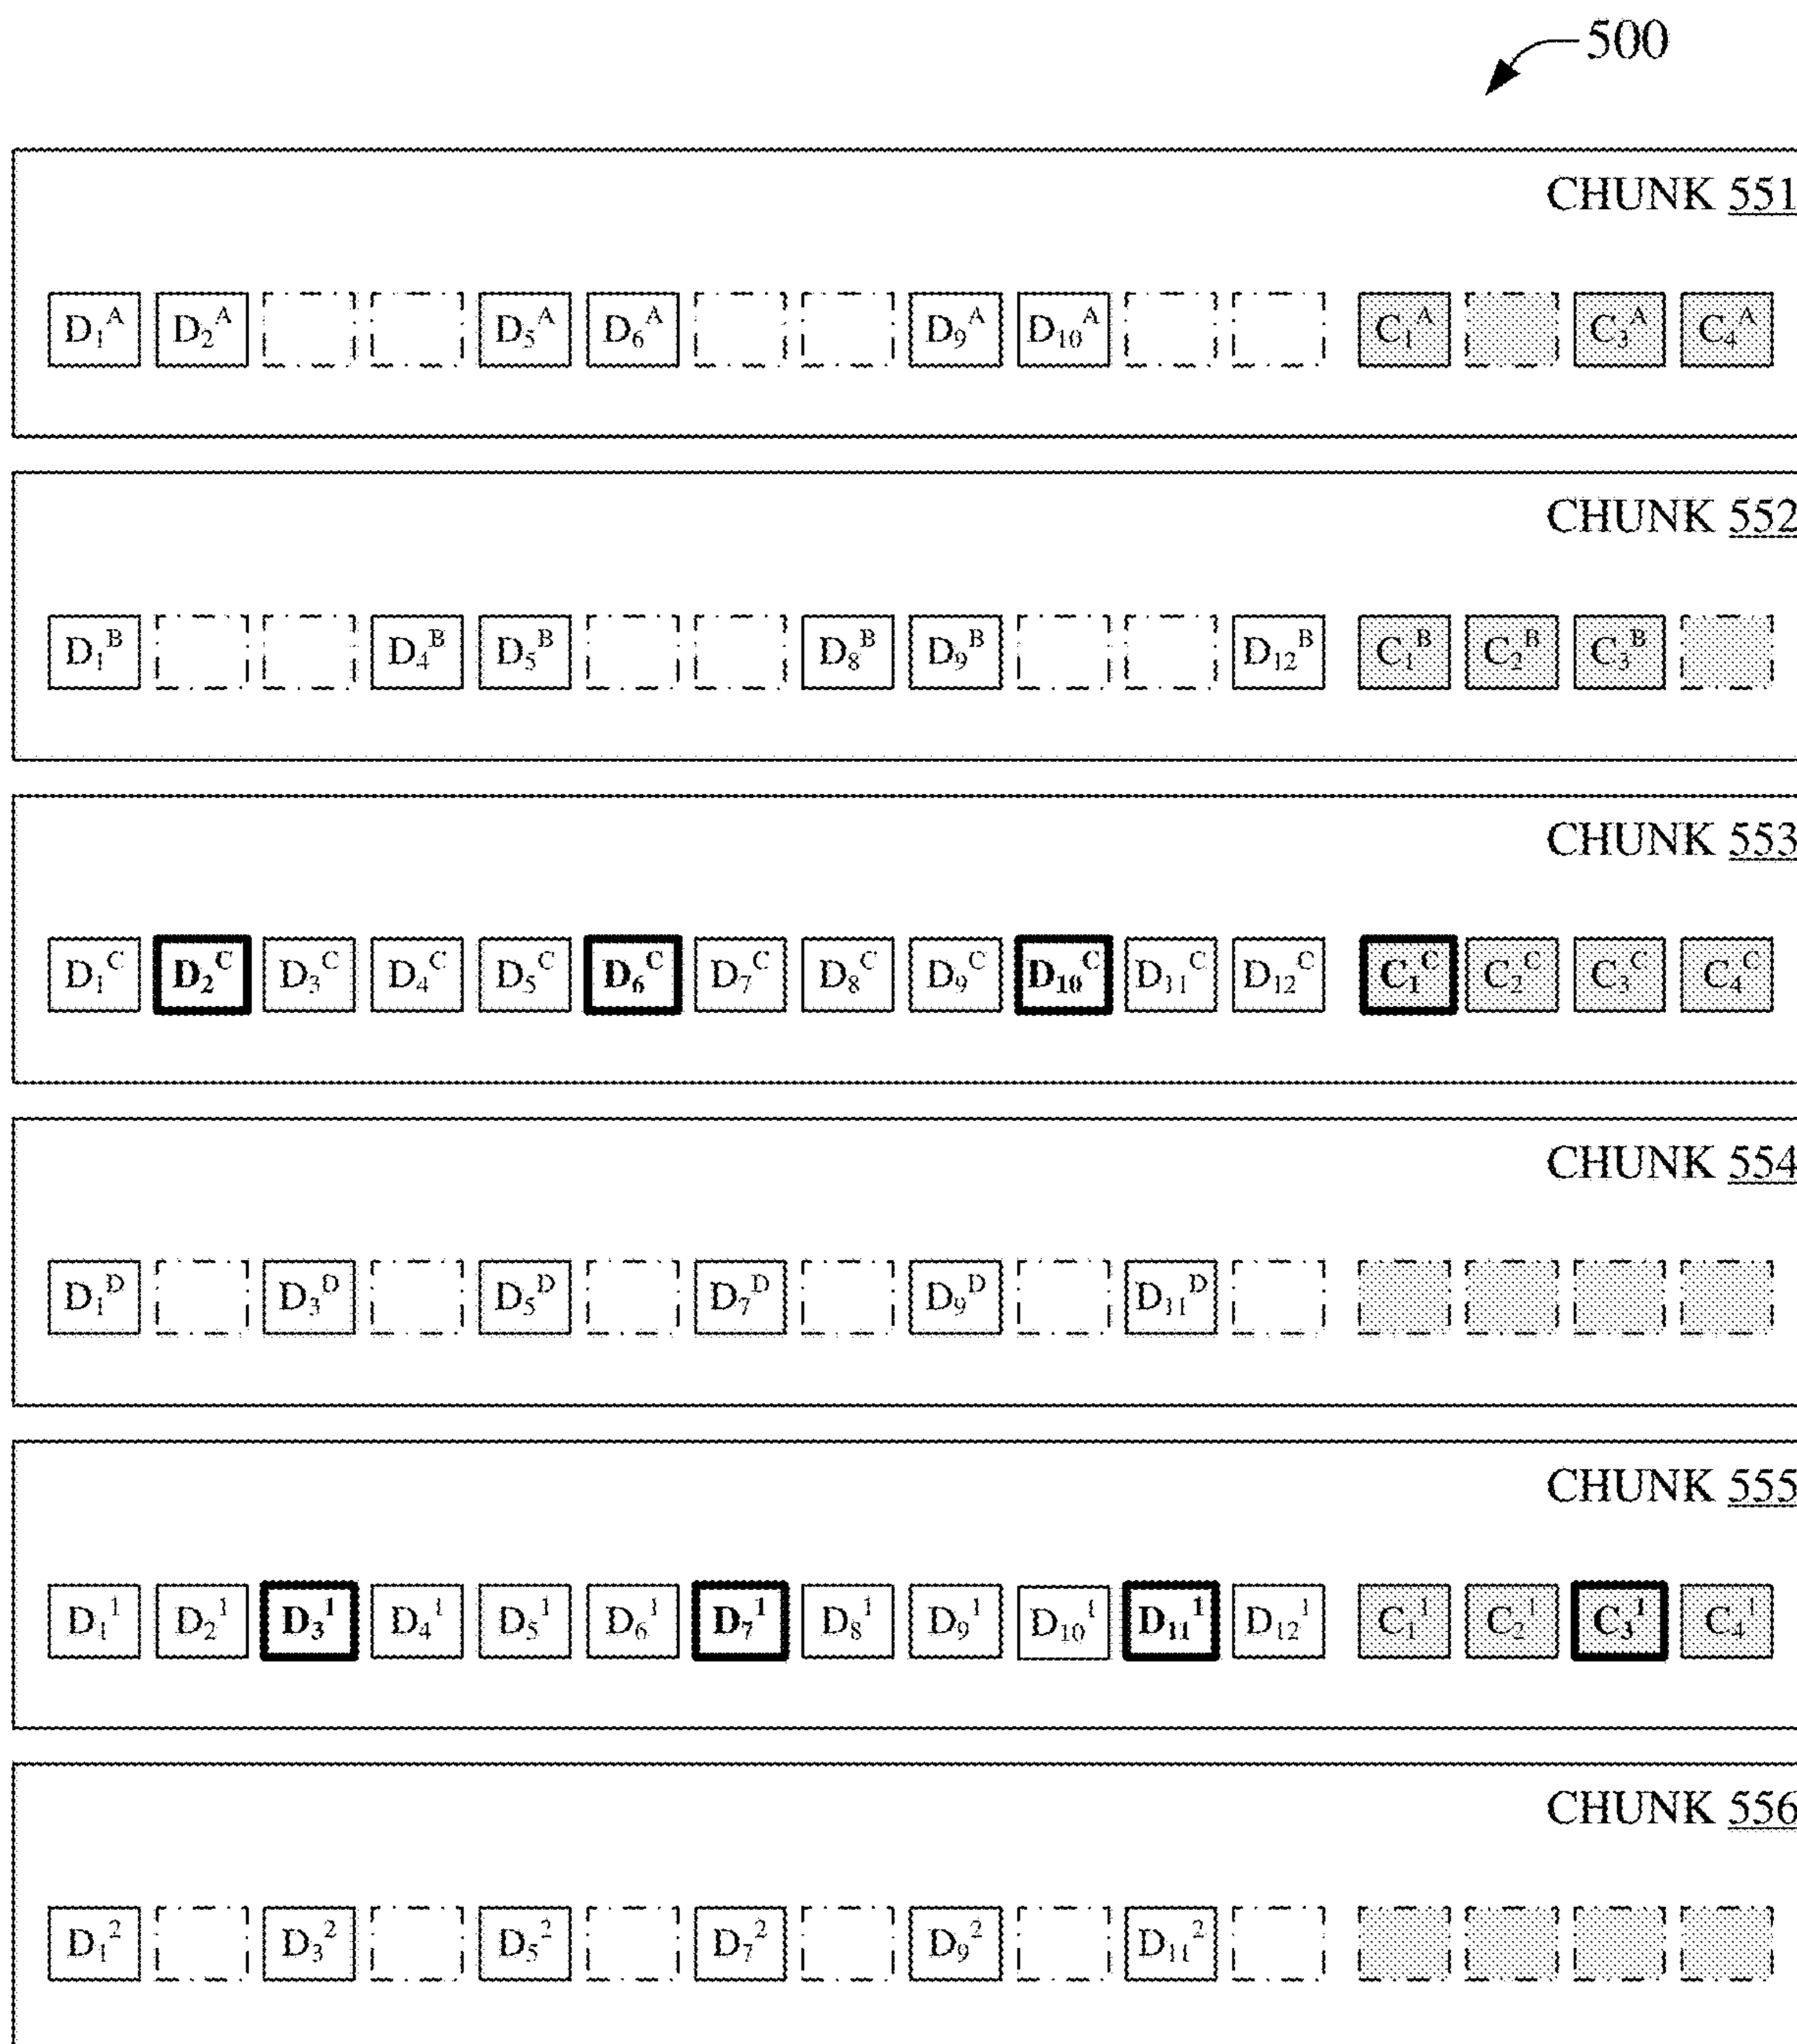 500
CHUNK 551
D₁ᴬ D₂ᴬ D₅ᴬ D₆ᴬ D₉ᴬ D₁₀ᴬ C₁ᴬ C₃ᴬ C₄ᴬ
CHUNK 552
D₁ᴮ D₄ᴮ D₅ᴮ D₈ᴮ D₉ᴮ D₁₂ᴮ C₁ᴮ C₂ᴮ C₃ᴮ
CHUNK 553
D₁ᶜ D₂ᶜ D₃ᶜ D₄ᶜ D₅ᶜ D₆ᶜ D₇ᶜ D₈ᶜ D₉ᶜ D₁₀ᶜ D₁₁ᶜ D₁₂ᶜ C₁ᶜ C₂ᶜ C₃ᶜ C₄ᶜ
CHUNK 554
D₁ᴰ D₃ᴰ D₅ᴰ D₇ᴰ D₉ᴰ D₁₁ᴰ
CHUNK 555
D₁¹ D₂¹ D₃¹ D₄¹ D₅¹ D₆¹ D₇¹ D₈¹ D₉¹ D₁₀¹ D₁₁¹ D₁₂¹ C₁¹ C₂¹ C₃¹ C₄¹
CHUNK 556
D₁² D₃² D₅² D₇² D₉² D₁₁²